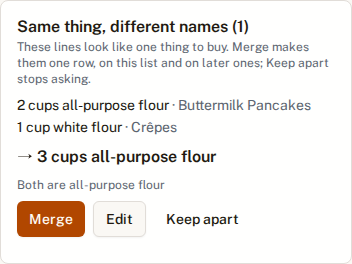 Same thing, different names (1)
These lines look like one thing to buy. Merge makes
them one row, on this list and on later ones; Keep apart
stops asking.
2 cups all-purpose flour · Buttermilk Pancakes
1 cup white flour · Crêpes
→ 3 cups all-purpose flour
Both are all-purpose flour
Merge Edit Keep apart